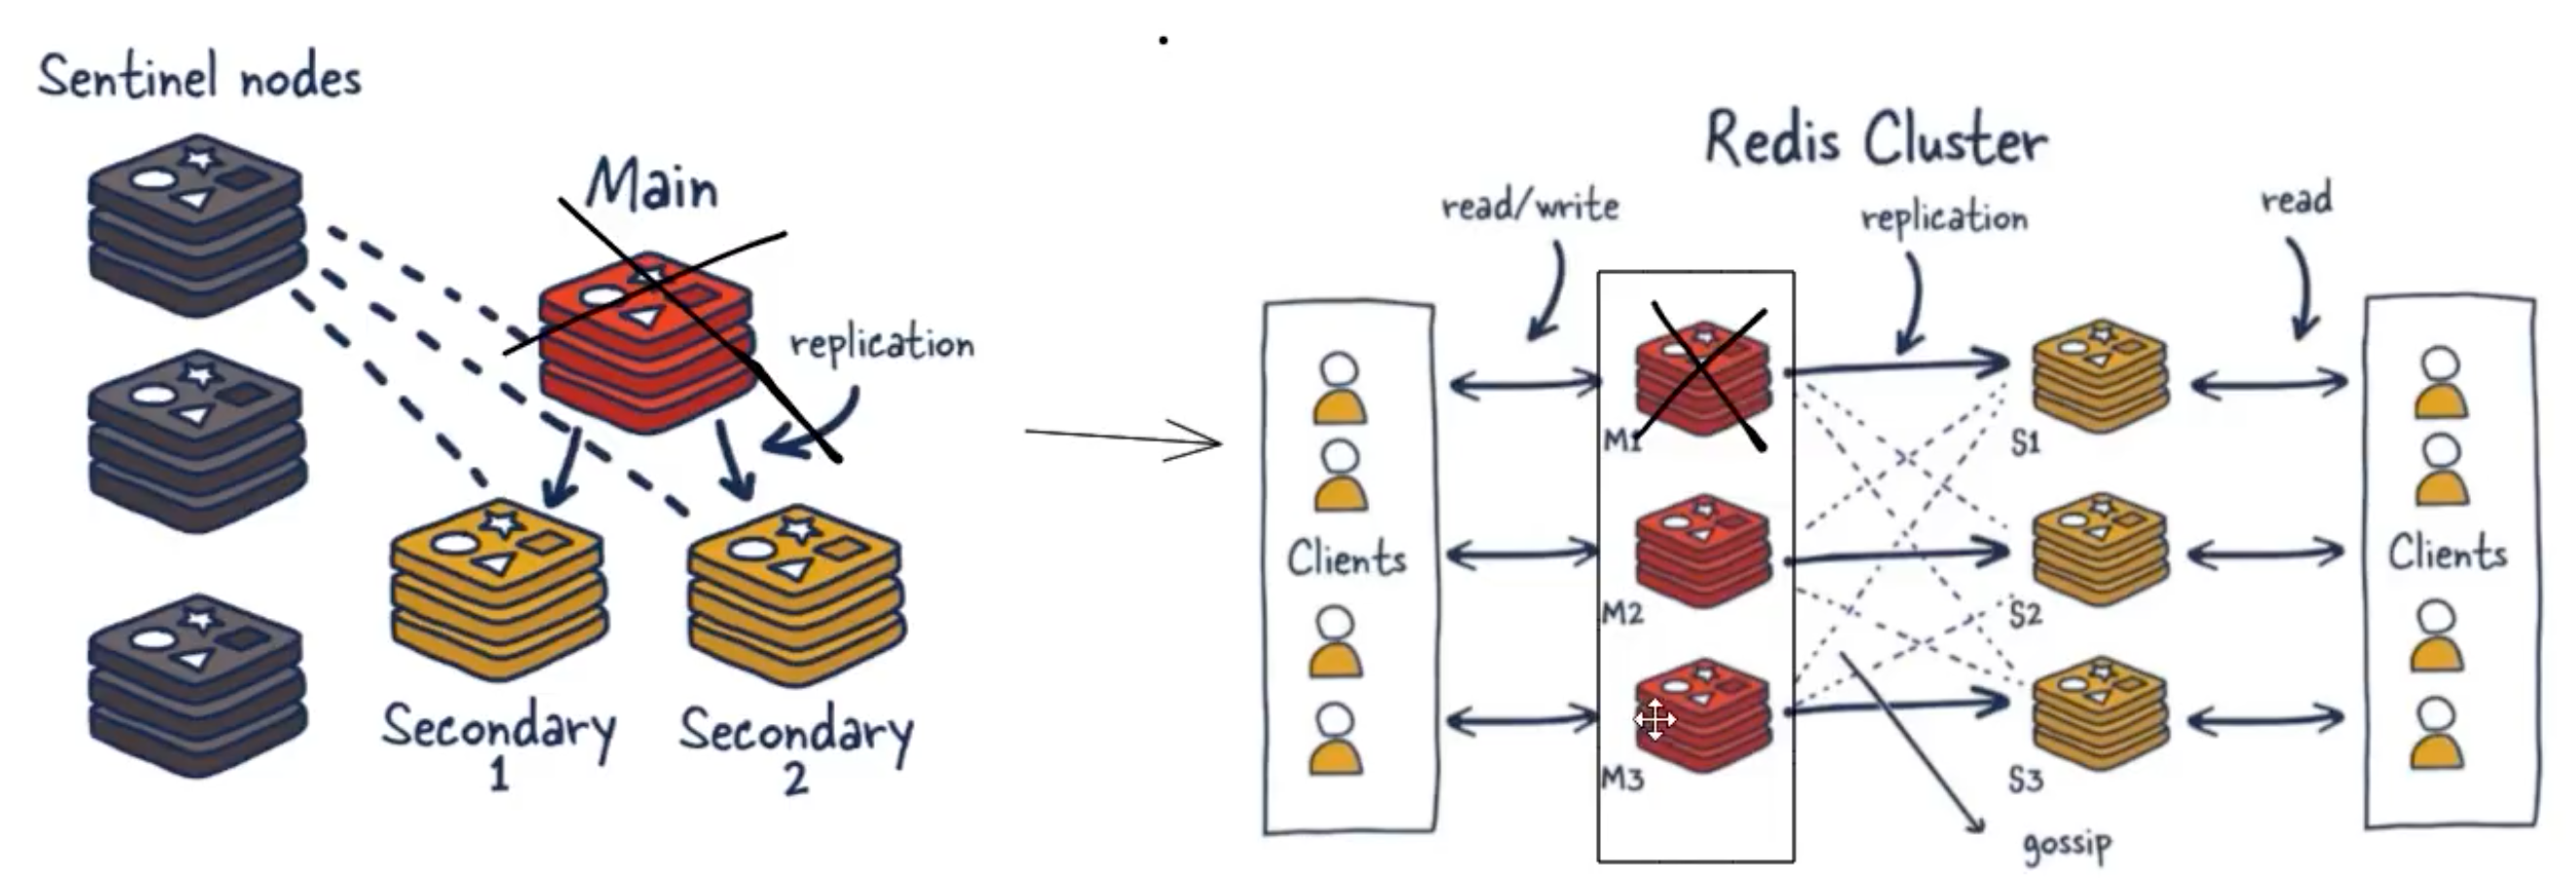 Sentinel nodes
Main
replication
Secondary
1
Secondary
2
Redis Cluster
read/write
replication
read
Clients
M1
M2
M3
S1
S2
S3
gossip
Clients